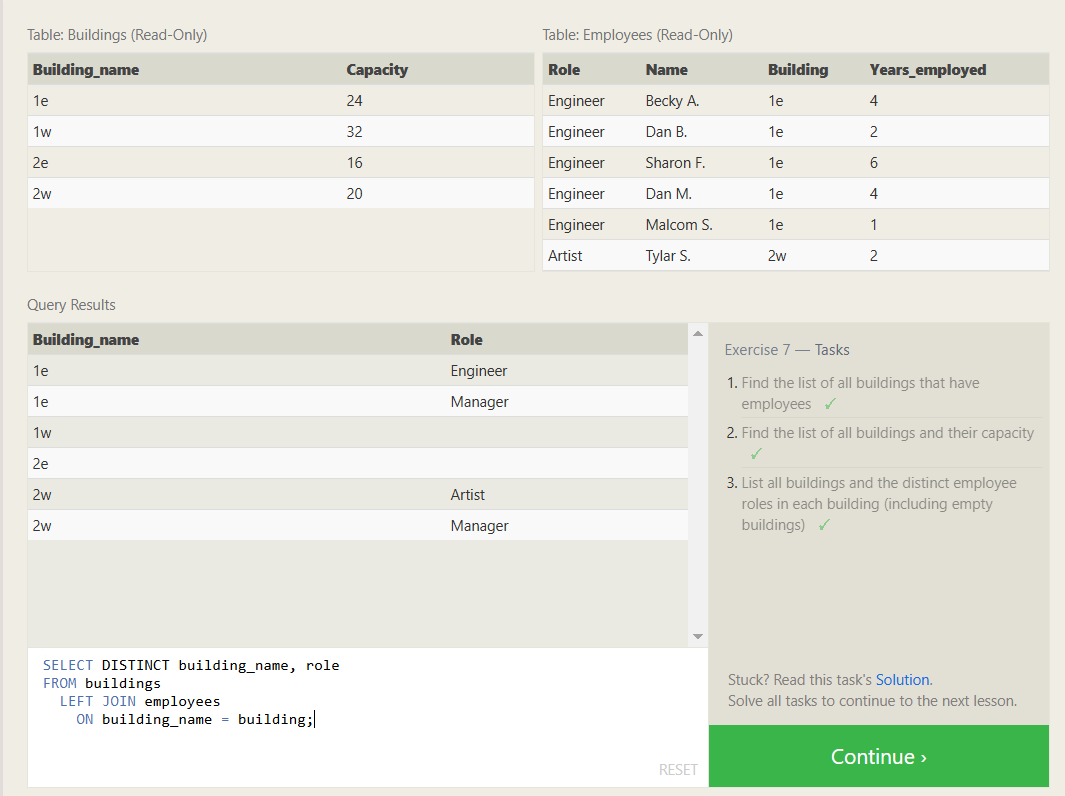 Table: Buildings (Read-Only)
Building_name Capacity
1e 24
1w 32
2e 16
2w 20
Table: Employees (Read-Only)
Role Name Building Years_employed
Engineer Becky A. 1e 4
Engineer Dan B. 1e 2
Engineer Sharon F. 1e 6
Engineer Dan M. 1e 4
Engineer Malcom S. 1e 1
Artist Tylar S. 2w 2
Query Results
Building_name Role
1e Engineer
1e Manager
1w
2e
2w Artist
2w Manager
SELECT DISTINCT building_name, role
FROM buildings
LEFT JOIN employees
ON building_name = building;
RESET
Exercise 7 — Tasks
1. Find the list of all buildings that have
employees ✓
2. Find the list of all buildings and their capacity
✓
3. List all buildings and the distinct employee
roles in each building (including empty
buildings) ✓
Stuck? Read this task's Solution.
Solve all tasks to continue to the next lesson.
Continue ›